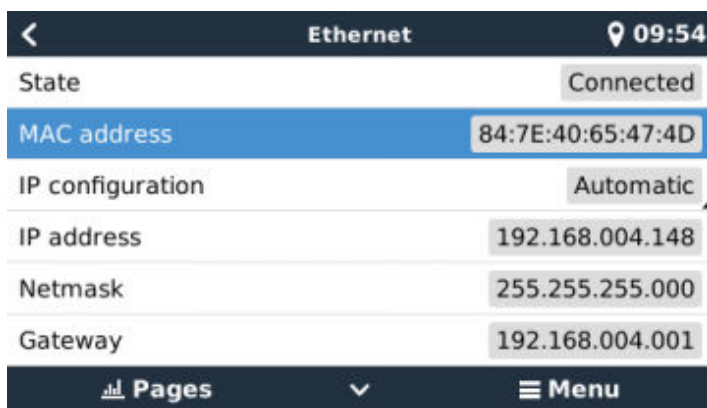 Ethernet 09:54
State Connected
MAC address 84:7E:40:65:47:4D
IP configuration Automatic
IP address 192.168.004.148
Netmask 255.255.255.000
Gateway 192.168.004.001
Pages Menu